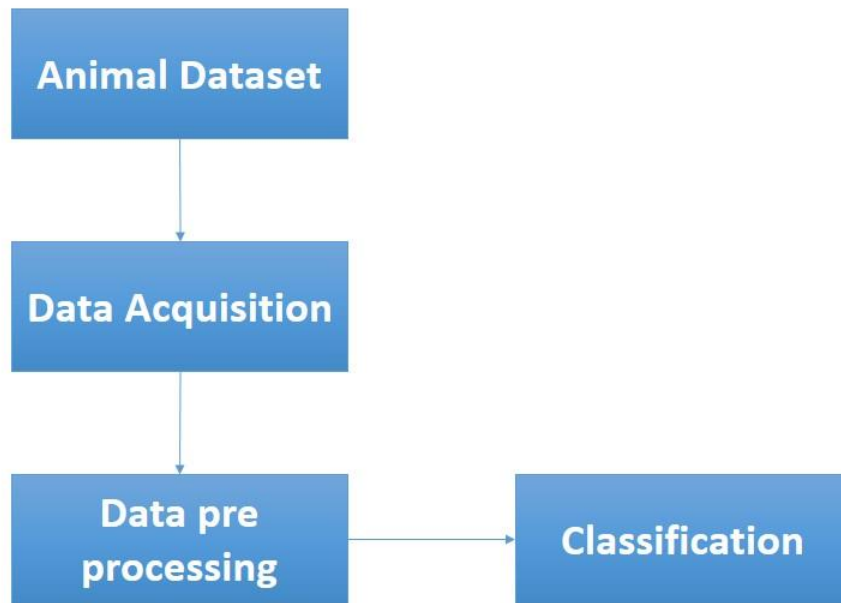 Animal Dataset
Data Acquisition
Data pre
processing
Classification